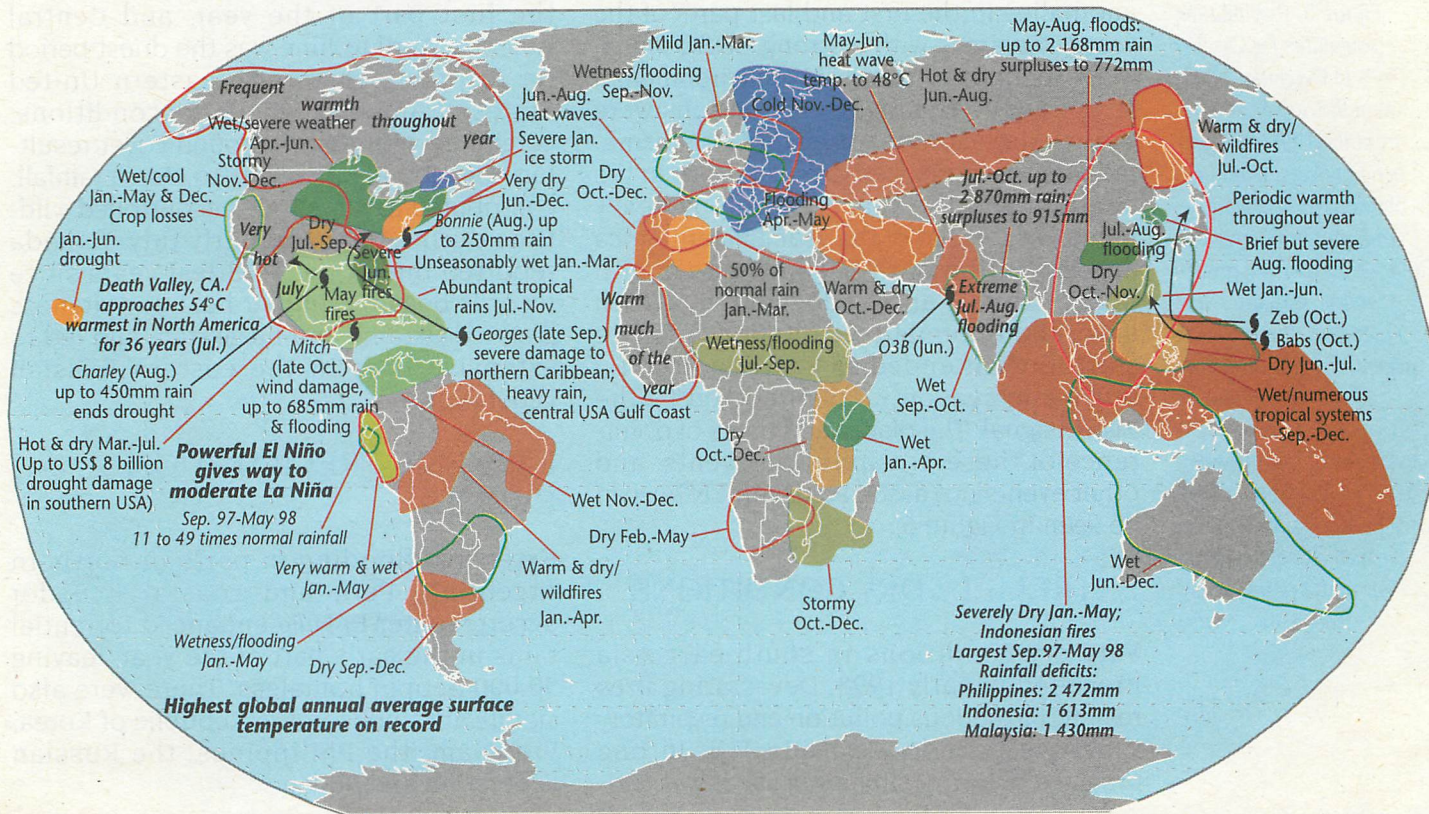 Frequent
warmth
throughout
year
Wet/severe weather
Apr.-Jun.
Stormy
Nov.-Dec.
Wet/cool
Jan.-May & Dec.
Crop losses
Jan.-Jun.
drought
Very
hot
July
Dry
Jul.-Sep.
Severe
Jun.
fires
May
fires
Death Valley, CA.
approaches 54°C
warmest in North America
for 36 years (Jul.)
Charley (Aug.)
up to 450mm rain
ends drought
Hot & dry Mar.-Jul.
(Up to US$ 8 billion
drought damage
in southern USA)
Mitch
(late Oct.)
wind damage,
up to 685mm rain
& flooding
Powerful El Niño
gives way to
moderate La Niña
Sep. 97-May 98
11 to 49 times normal rainfall
Very warm & wet
Jan.-May
Wetness/flooding
Jan.-May
Dry Sep.-Dec.
Highest global annual average surface
temperature on record
Severe Jan.
ice storm
Very dry
Jun.-Dec.
Bonnie (Aug.) up
to 250mm rain
Unseasonably wet Jan.-Mar.
Abundant tropical
rains Jul.-Nov.
Georges (late Sep.)
severe damage to
northern Caribbean;
heavy rain,
central USA Gulf Coast
Wet Nov.-Dec.
Warm & dry/
wildfires
Jan.-Apr.
Mild Jan.-Mar.
Wetness/flooding
Sep.-Nov.
Jun.-Aug.
heat waves
Dry
Oct.-Dec.
Cold Nov.-Dec.
Flooding
Apr.-May
50% of
normal rain
Jan.-Mar.
Warm
much
of the
year
Wetness/flooding
Jul.-Sep.
Warm & dry
Oct.-Dec.
Dry
Oct.-Dec.
Wet
Jan.-Apr.
Dry Feb.-May
Stormy
Oct.-Dec.
May-Jun.
heat wave
temp. to 48°C
Hot & dry
Jun.-Aug.
May-Aug. floods:
up to 2 168mm rain
surpluses to 772mm
Jul.-Oct. up to
2 870mm rain;
surpluses to 915mm
Extreme
Jul.-Aug.
flooding
O3B (Jun.)
Wet
Sep.-Oct.
Warm & dry/
wildfires
Jul.-Oct.
Periodic warmth
throughout year
Jul.-Aug.
flooding
Brief but severe
Aug. flooding
Dry
Oct.-Nov.
Wet Jan.-Jun.
Zeb (Oct.)
Babs (Oct.)
Dry Jun.-Jul.
Wet/numerous
tropical systems
Sep.-Dec.
Wet
Jun.-Dec.
Severely Dry Jan.-May;
Indonesian fires
Largest Sep.97-May 98
Rainfall deficits:
Philippines: 2 472mm
Indonesia: 1 613mm
Malaysia: 1 430mm